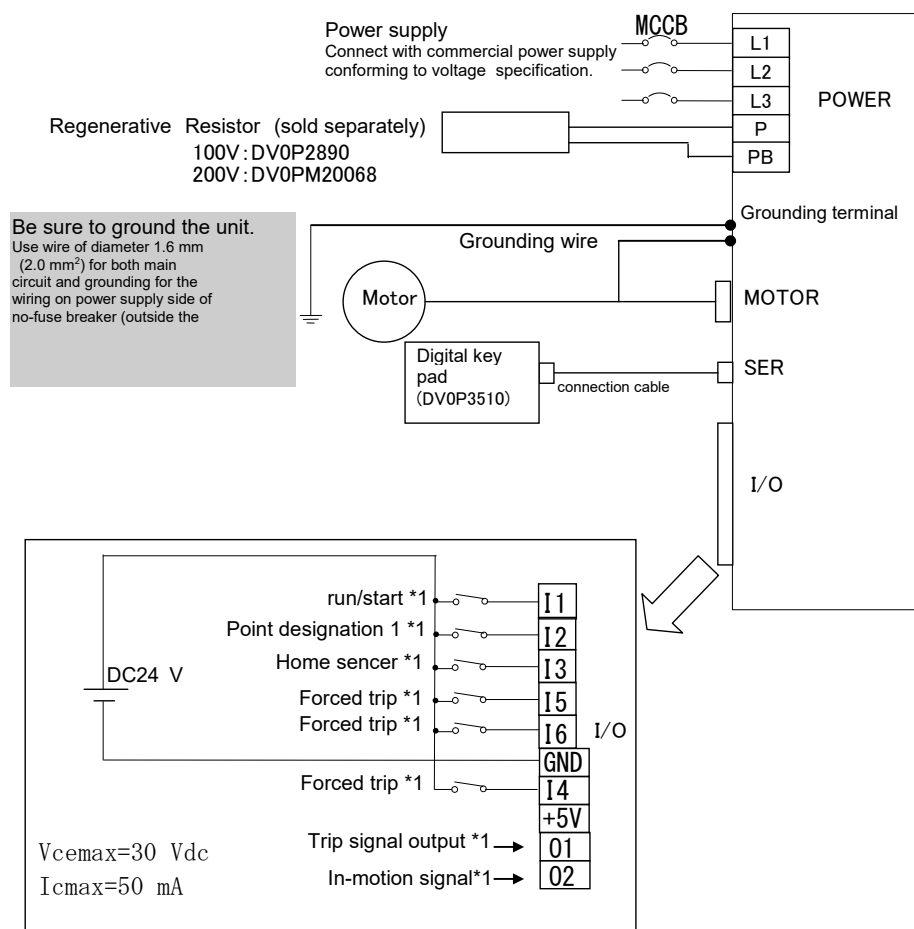 Power supply
Connect with commercial power supply
conforming to voltage specification.
MCCB
L1
L2
L3
P
PB
POWER
Regenerative Resistor (sold separately)
100V:DV0P2890
200V:DV0PM20068
Be sure to ground the unit.
Use wire of diameter 1.6 mm
(2.0 mm²) for both main
circuit and grounding for the
wiring on power supply side of
no-fuse breaker (outside the
Grounding terminal
Grounding wire
Motor
MOTOR
Digital key
pad
(DV0P3510)
connection cable
SER
I/O
run/start *1
I1
Point designation 1 *1
I2
Home sencer *1
I3
DC24 V
Forced trip *1
I5
Forced trip *1
I6
I/O
GND
Forced trip *1
I4
+5V
Trip signal output *1
O1
In-motion signal*1
O2
Vcemax=30 Vdc
Icmax=50 mA